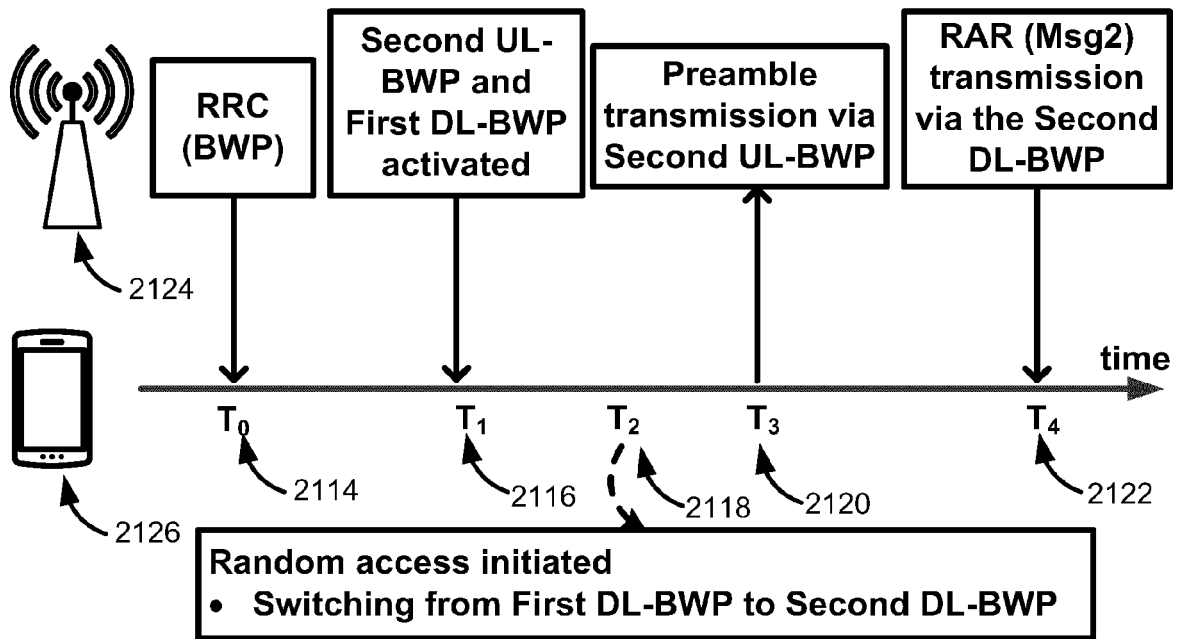 RRC
(BWP)
Second UL-
BWP and
First DL-BWP
activated
Preamble
transmission via
Second UL-BWP
RAR (Msg2)
transmission
via the Second
DL-BWP
2124
time
T0
T1
T2
T3
T4
2114
2116
2118
2120
2122
2126
Random access initiated
• Switching from First DL-BWP to Second DL-BWP